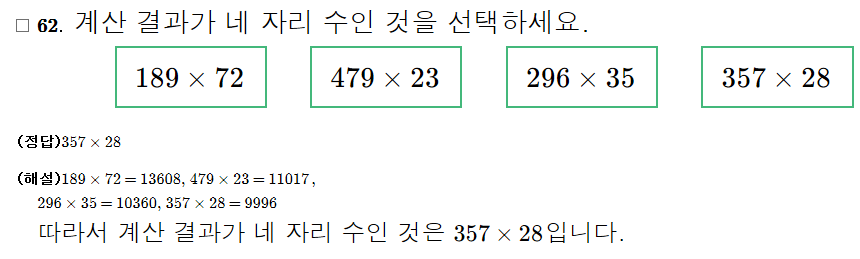 □ 62. 계산 결과가 네 자리 수인 것을 선택하세요.
189 × 72 479 × 23 296 × 35 357 × 28
(정답)357 × 28
(해설)189 × 72 = 13608, 479 × 23 = 11017,
296 × 35 = 10360, 357 × 28 = 9996
따라서 계산 결과가 네 자리 수인 것은 357 × 28입니다.